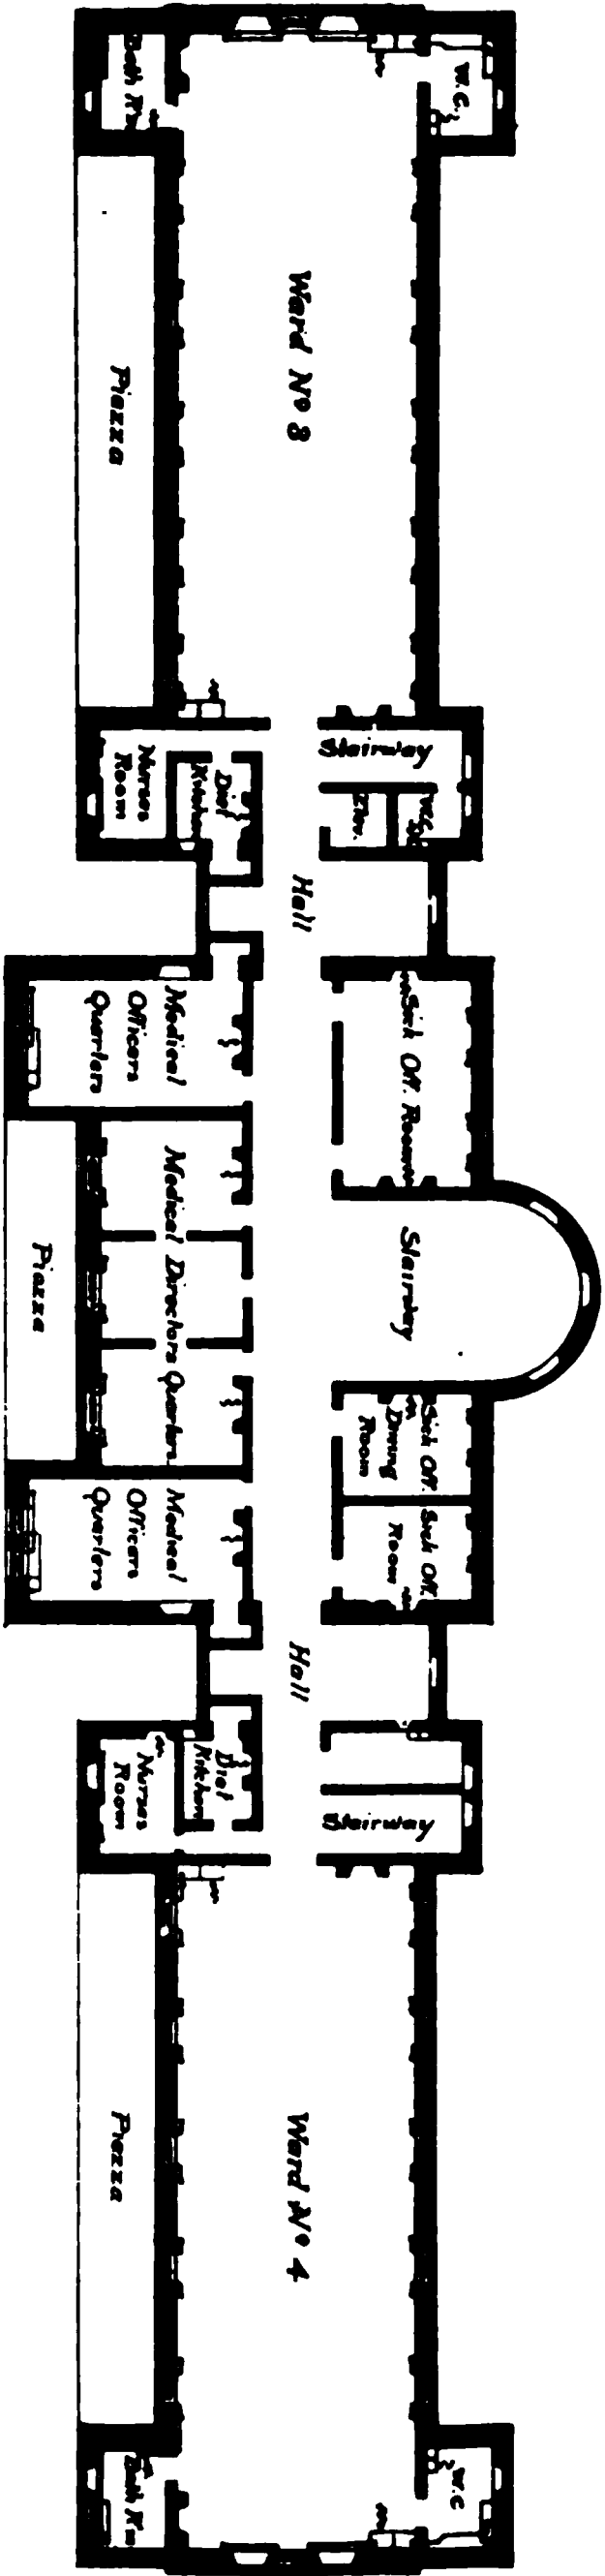 Bath R'm
W.C.
Ward No 3
Piazza
Stairway
Nurses
Room
Diet
Kitchen
Elev.
W.C.
Hall
Medical
Officers
Quarters
Sick Off. Room
Medical Directors Quarters
Stairway
Piazza
Sick Off.
Dining
Room
Sick Off.
Room
Medical
Officers
Quarters
Hall
Diet
Kitchen
Nurses
Room
Stairway
Piazza
Ward No 4
Bath R'm
W.C